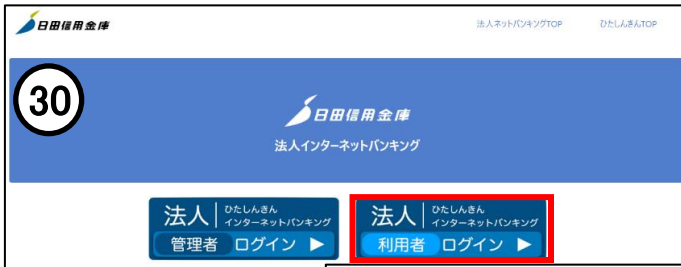 日田信用金庫
法人ネットバンキングTOP ひたしんきんTOP
30
日田信用金庫
法人インターネットバンキング
法人 ひたしんきん
インターネットバンキング
管理者 ログイン ▶
法人 ひたしんきん
インターネットバンキング
利用者 ログイン ▶